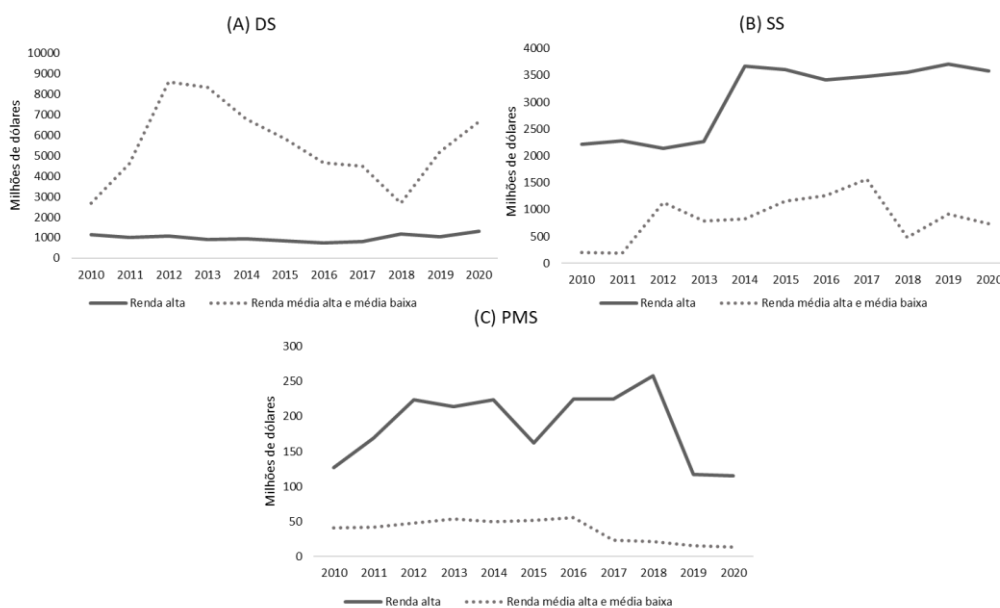 (A) DS
Milhões de dólares
10000
9000
8000
7000
6000
5000
4000
3000
2000
1000
0
2010 2011 2012 2013 2014 2015 2016 2017 2018 2019 2020
Renda alta Renda média alta e média baixa
(B) SS
Milhões de dólares
4000
3500
3000
2500
2000
1500
1000
500
0
2010 2011 2012 2013 2014 2015 2016 2017 2018 2019 2020
Renda alta Renda média alta e média baixa
(C) PMS
Milhões de dólares
300
250
200
150
100
50
0
2010 2011 2012 2013 2014 2015 2016 2017 2018 2019 2020
Renda alta Renda média alta e média baixa